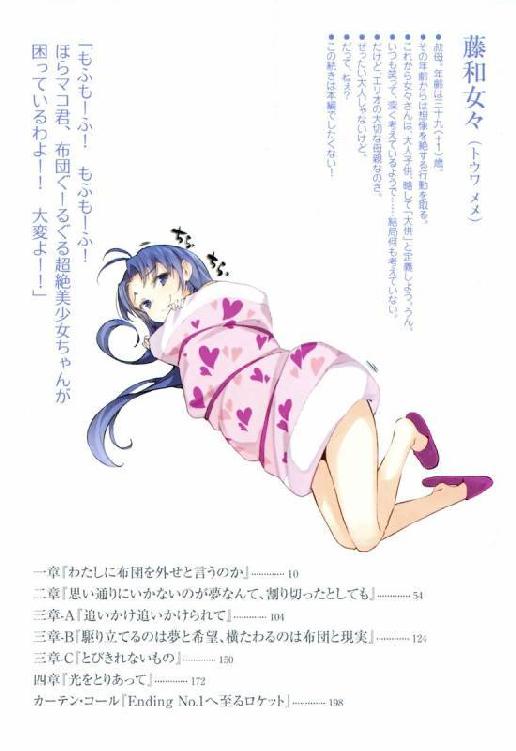 藤和女々(トウワ メメ)
●叔母。年齢は三十九(+1)歳。
●その年齢からは想像を絶する行動を取る。
●これから女々さんは、大人子供、略して『大供』と定義しよう。うん。
●いつも笑って、深く考えているようで……結局何も考えていない。
●だけど、エリオの大切な母親なのさ。
●ぜったい大人じゃないけど。
●だって、ねぇ?
●この続きは本編でしたくない!
「もふもーふ! もふもーふ!
ほらマコ君、布団ぐーるぐる超絶美少女ちゃんが
困っているわよー! 大変よー!」
ちら
ちら
一章『わたしに布団を外せと言うのか』…………10
二章『思い通りにいかないのが夢なんて、割り切ったとしても』…………54
三章-A『追いかけ追いかけられて』…………104
三章-B『駆り立てるのは夢と希望、横たわるのは布団と現実』…………124
三章-C『とびきれないもの』…………150
四章『光をとりあって』…………172
カーテン・コール『Ending No.1へ至るロケット』…………198